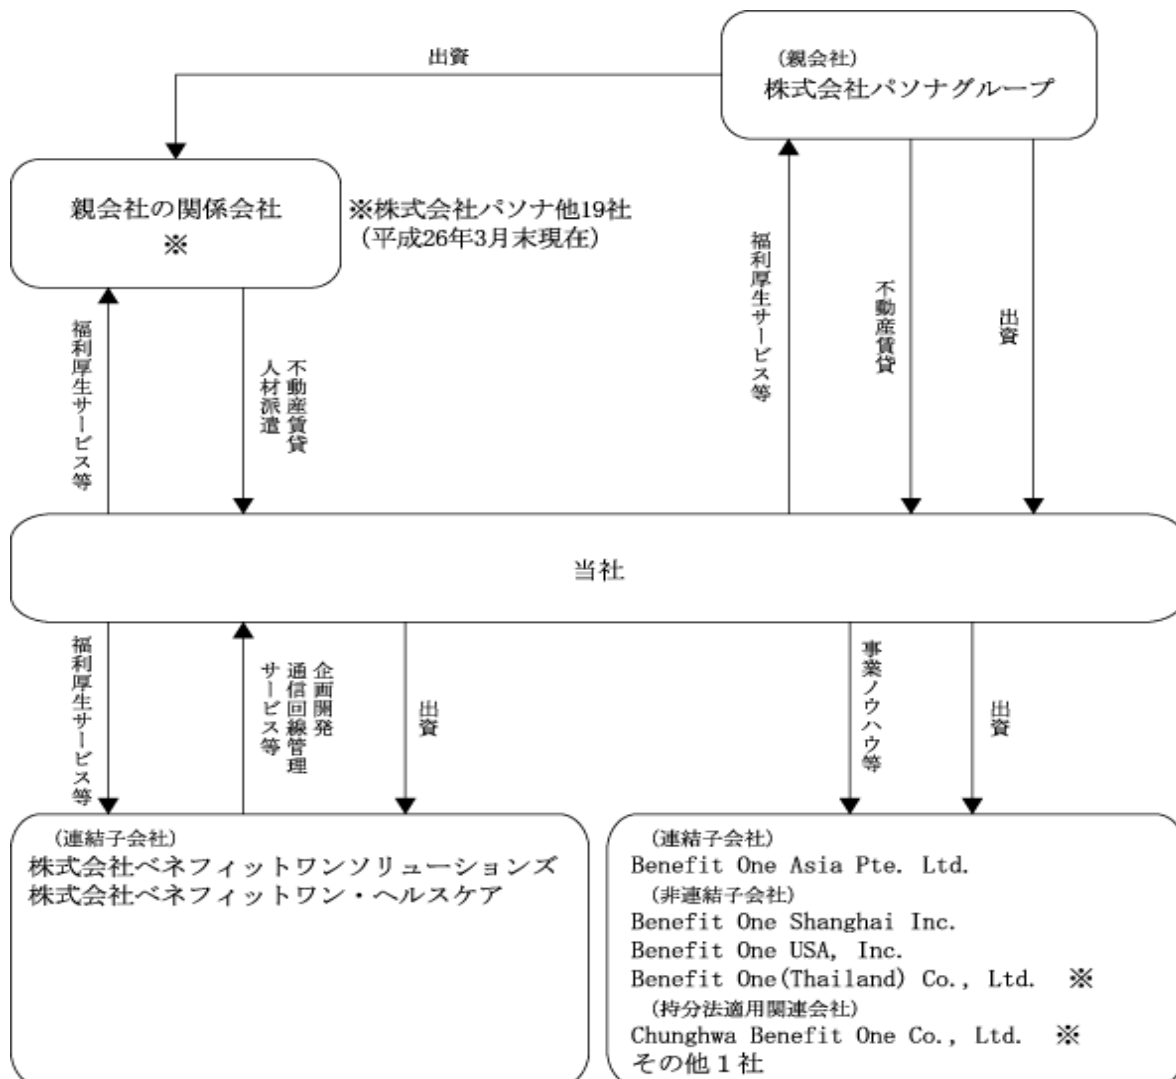 出資
(親会社)
株式会社パソナグループ
親会社の関係会社
※
※株式会社パソナ他19社
(平成26年3月末現在)
福利厚生サービス等
不動産賃貸
人材派遣
福利厚生サービス等
不動産賃貸
出資
当社
福利厚生サービス等
企画開発
通信回線管理
サービス等
出資
事業ノウハウ等
出資
(連結子会社)
株式会社ベネフィットワンソリューションズ
株式会社ベネフィットワン・ヘルスケア
(連結子会社)
Benefit One Asia Pte. Ltd.
(非連結子会社)
Benefit One Shanghai Inc.
Benefit One USA, Inc.
Benefit One(Thailand) Co., Ltd. ※
(持分法適用関連会社)
Chunghwa Benefit One Co., Ltd. ※
その他1社